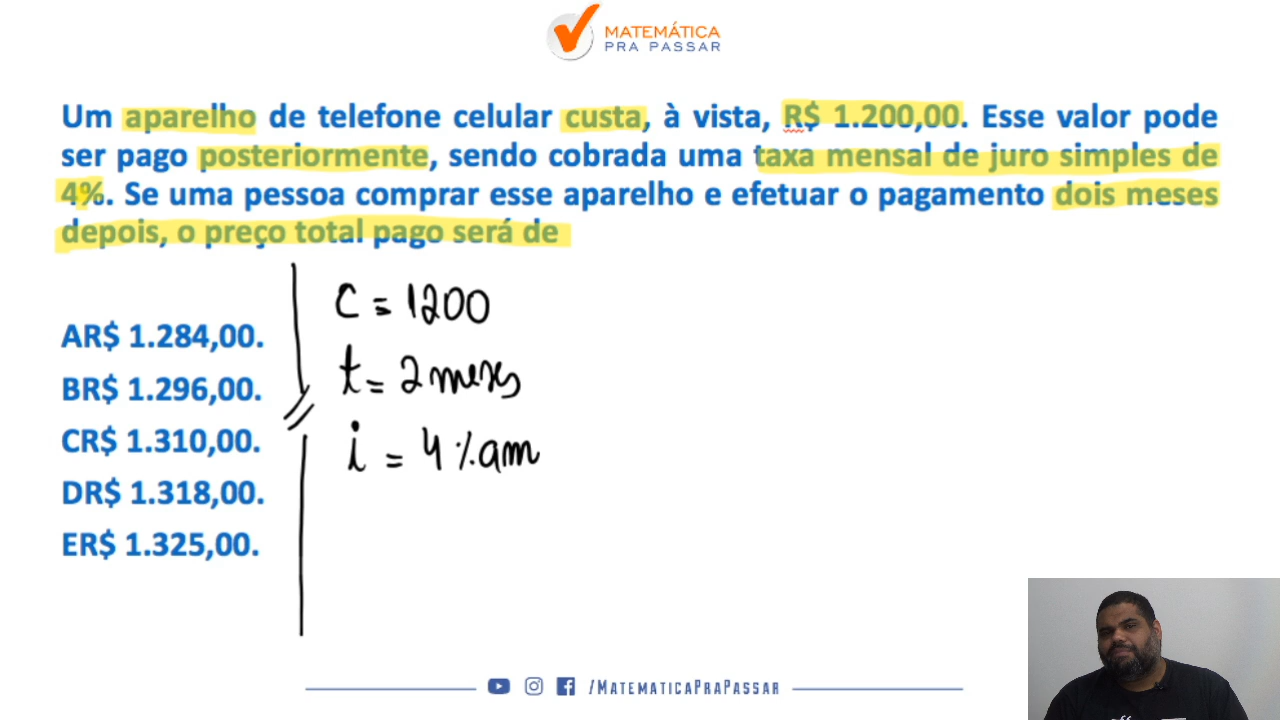 MATEMÁTICA
PRA PASSAR
Um aparelho de telefone celular custa, à vista, R$ 1.200,00. Esse valor pode
ser pago posteriormente, sendo cobrada uma taxa mensal de juro simples de
4%. Se uma pessoa comprar esse aparelho e efetuar o pagamento dois meses
depois, o preço total pago será de
AR$ 1.284,00.
BR$ 1.296,00.
CR$ 1.310,00.
DR$ 1.318,00.
ER$ 1.325,00.
C = 1200
t = 2 meses
i = 4 % am
/MATEMATICAPRAPASSAR